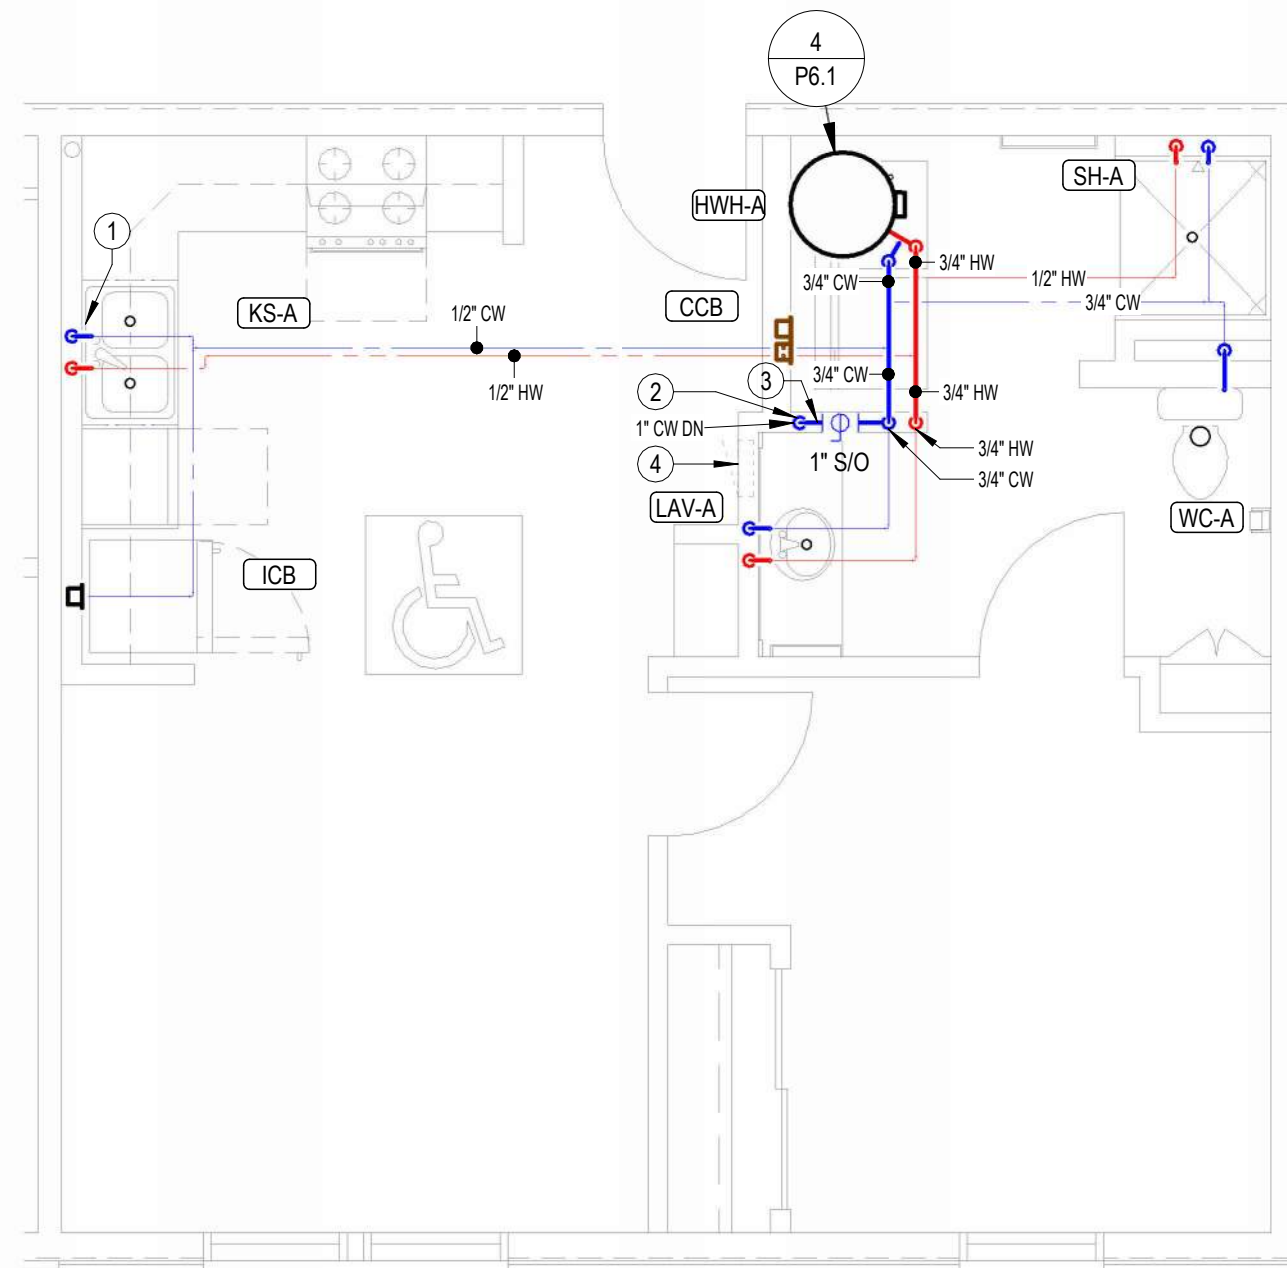 4
P6.1
SH-A
HWH-A
1
3/4" HW
1/2" HW
3/4" CW
3/4" CW
KS-A
CCB
1/2" CW
3/4" CW
2
3
3/4" HW
1/2" HW
1" CW DN
3/4" HW
4
1" S/O
3/4" CW
LAV-A
WC-A
ICB